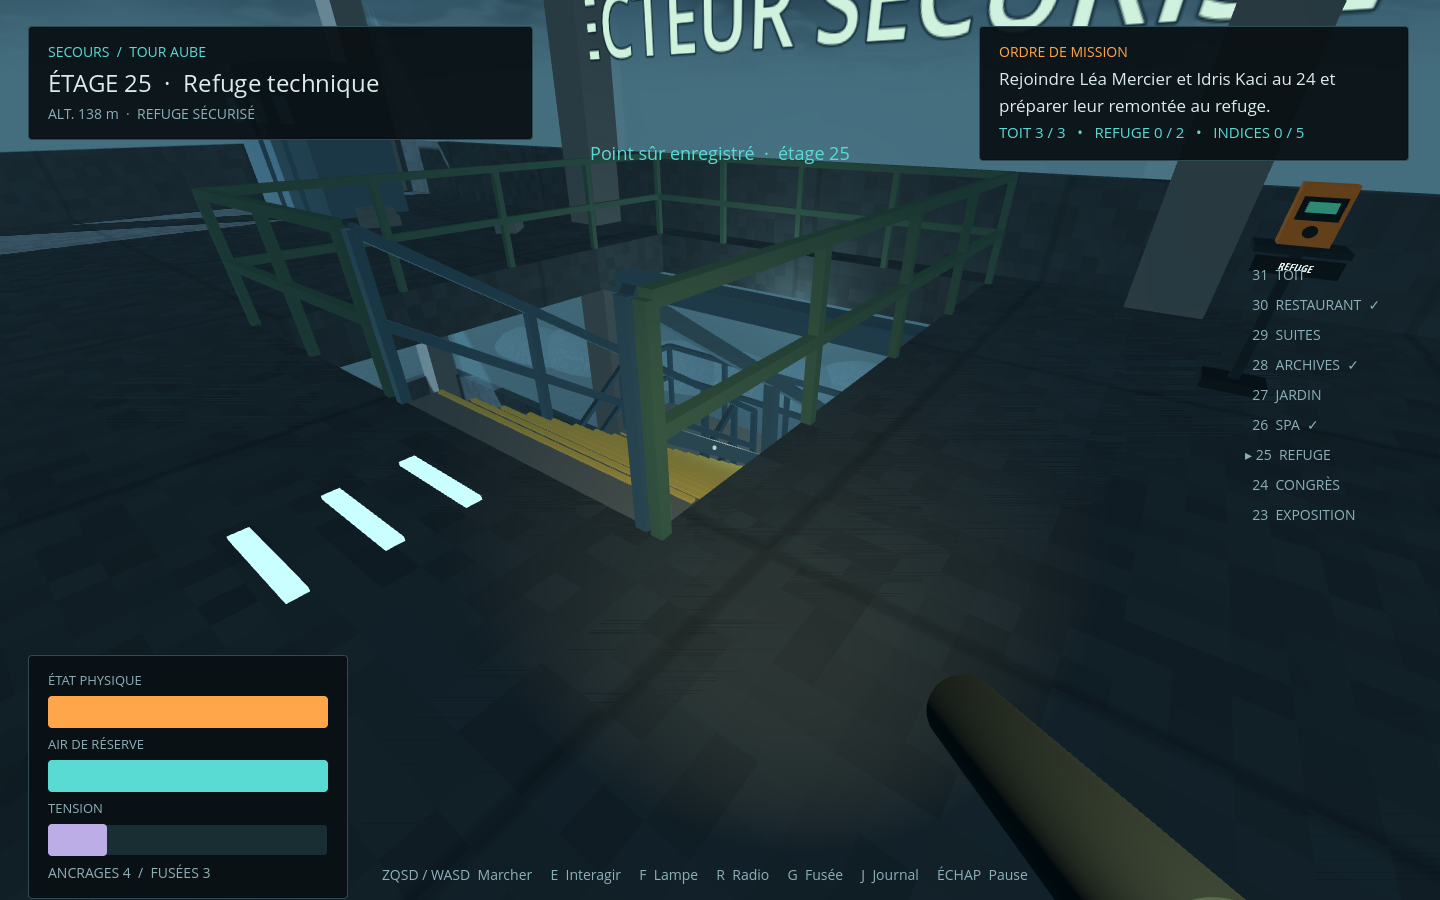 CTEUR SÉCURISÉ
SECOURS / TOUR AUBE
ÉTAGE 25 · Refuge technique
ALT. 138 m · REFUGE SÉCURISÉ
ORDRE DE MISSION
Rejoindre Léa Mercier et Idris Kaci au 24 et
préparer leur remontée au refuge.
TOIT 3 / 3 • REFUGE 0 / 2 • INDICES 0 / 5
Point sûr enregistré · étage 25
REFUGE
31 TOIT
30 RESTAURANT ✓
29 SUITES
28 ARCHIVES ✓
27 JARDIN
26 SPA ✓
▸ 25 REFUGE
24 CONGRÈS
23 EXPOSITION
ÉTAT PHYSIQUE
AIR DE RÉSERVE
TENSION
ANCRAGES 4 / FUSÉES 3
ZQSD / WASD Marcher E Interagir F Lampe R Radio G Fusée J Journal ÉCHAP Pause